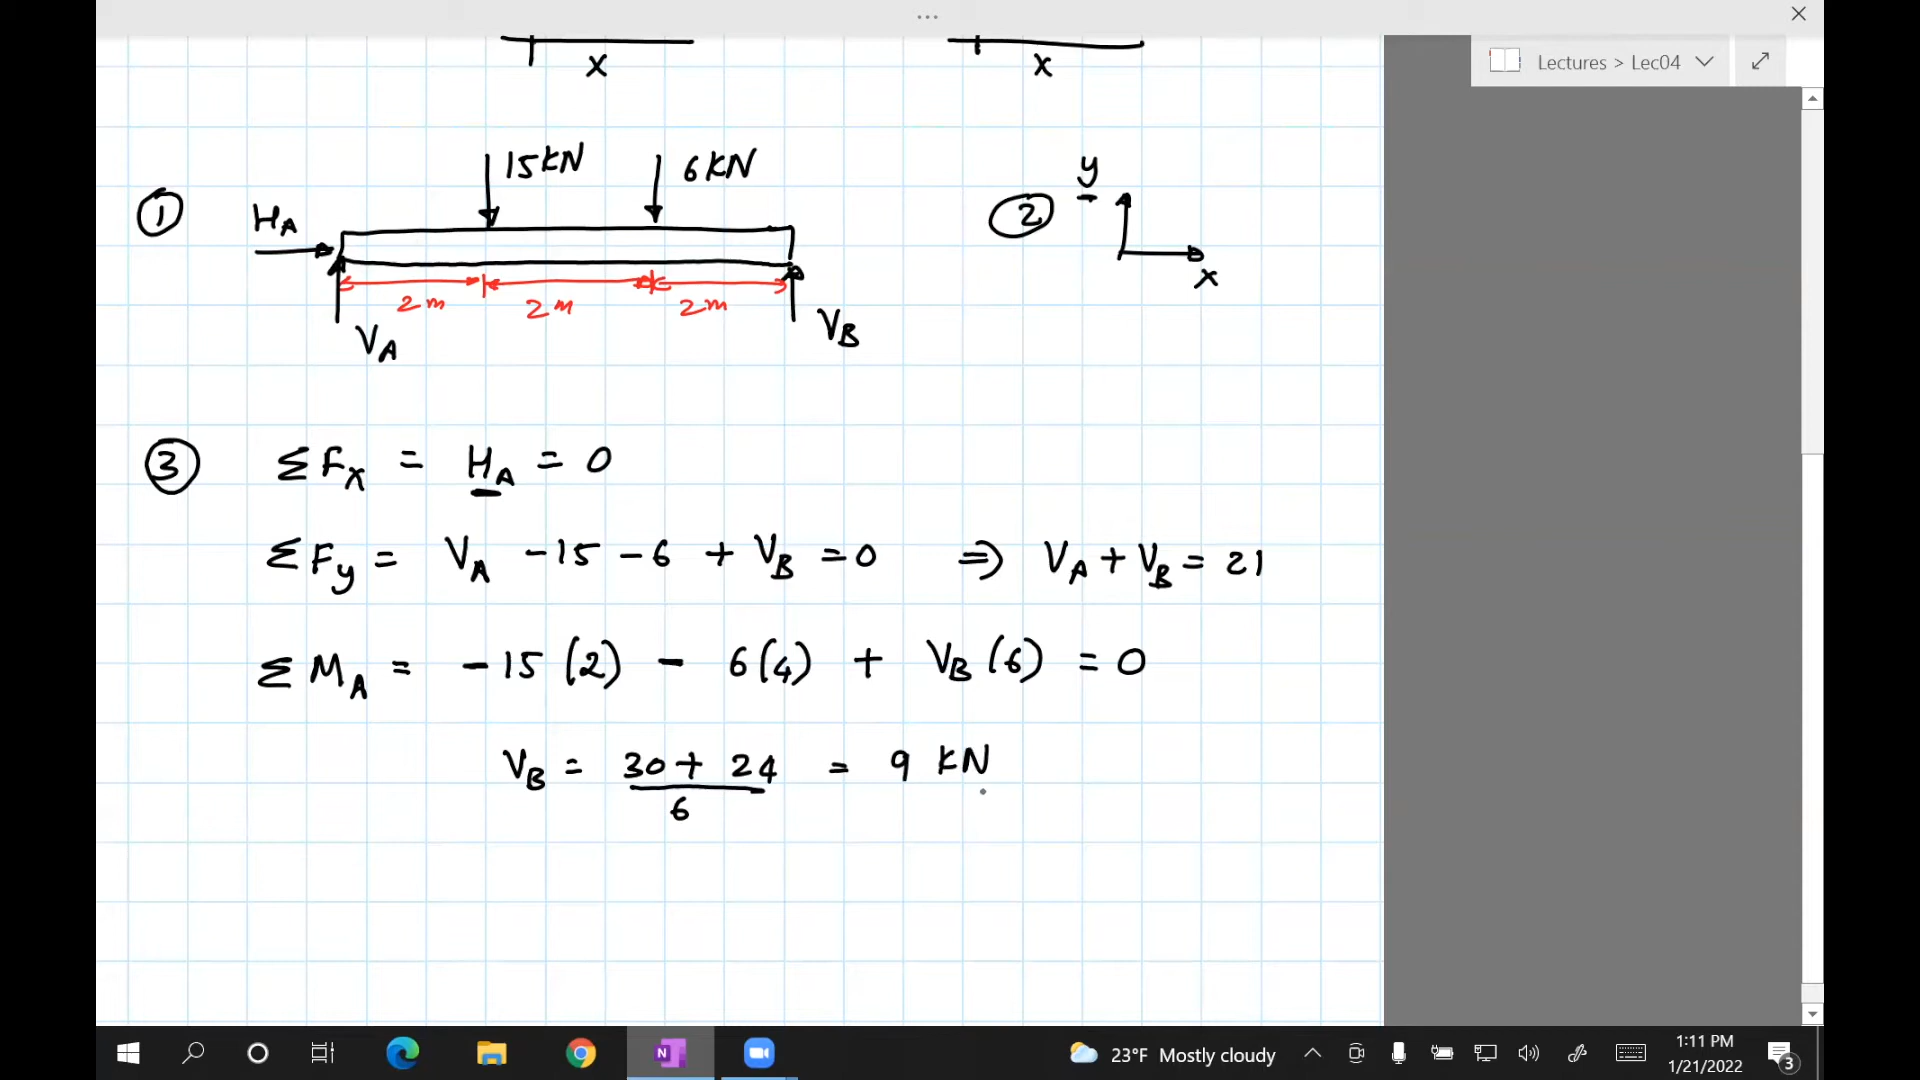 Lectures > Lec04
x x
15KN 6KN
① HA ② y x
2m 2m 2m
VA VB
③ ΣFx = HA = 0
ΣFy = VA -15 -6 + VB = 0 ⇒ VA + VB = 21
ΣMA = -15 (2) - 6(4) + VB (6) = 0
VB = 30 + 24 / 6 = 9 KN
23°F Mostly cloudy
1:11 PM
1/21/2022
3